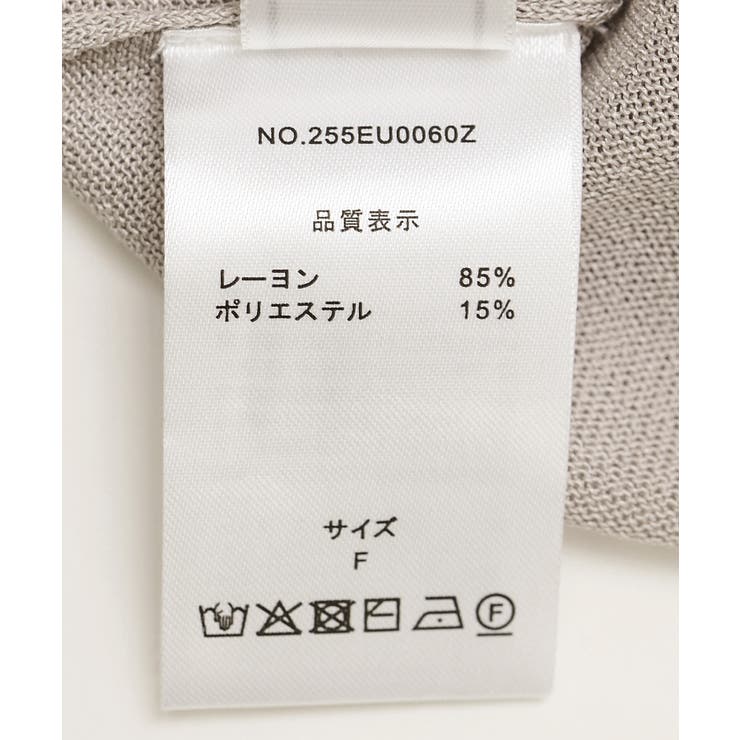 NO.255EU0060Z
品質表示
レーヨン 85%
ポリエステル 15%
サイズ
F
F